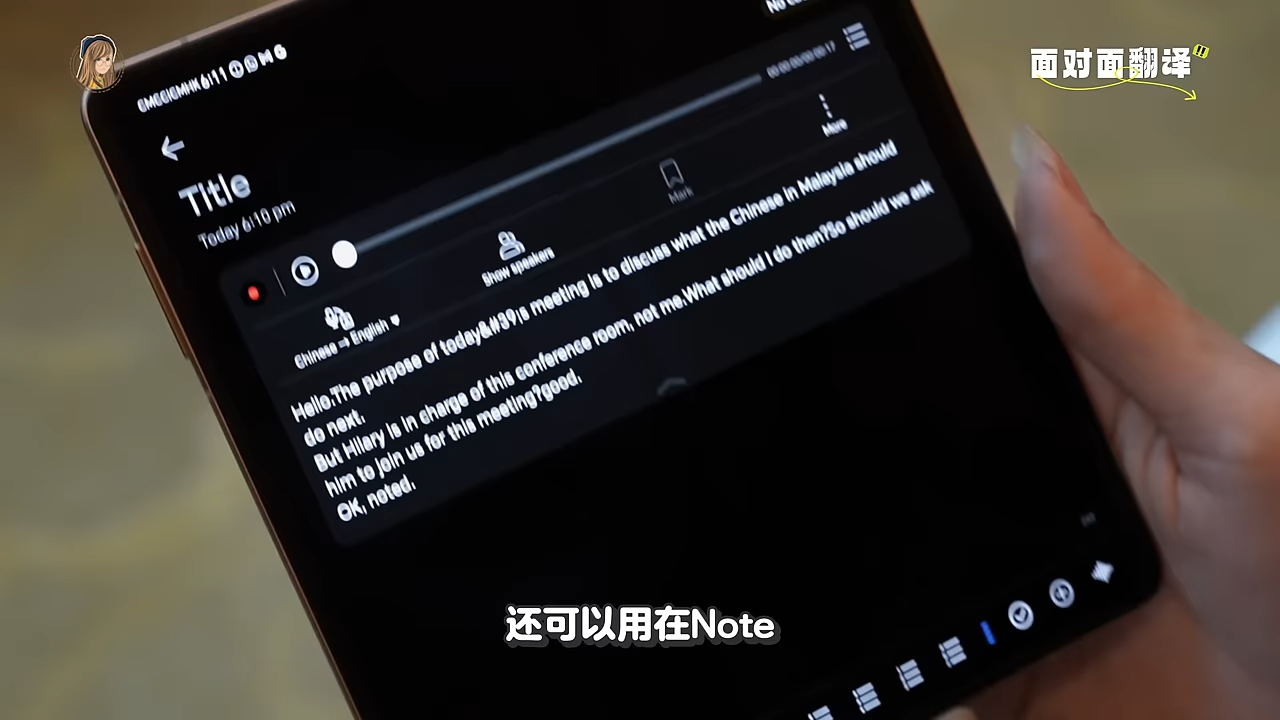 面对面翻译
6:11
Title
Today 6:10 pm
More
Mark
Show speakers
Chinese ⇒ English
Hello.The purpose of today&#39;s meeting is to discuss what the Chinese in Malaysia should
do next.
But Hilary is in charge of this conference room, not me.What should I do then?So should we ask
him to join us for this meeting?good.
OK, noted.
还可以用在Note